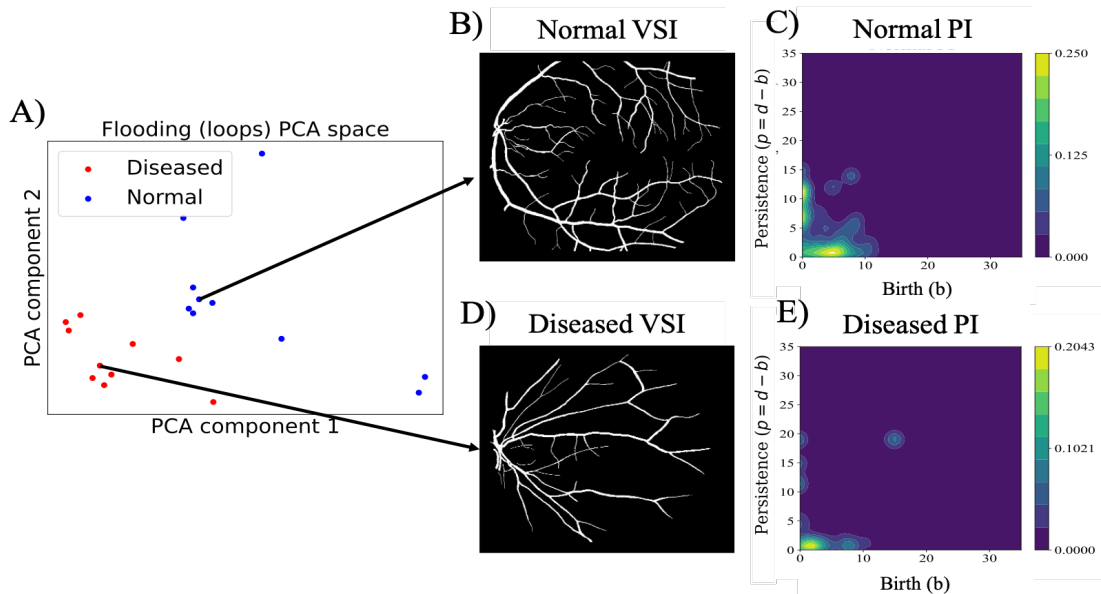 A)
Flooding (loops) PCA space
Diseased
Normal
PCA component 2
PCA component 1
B)
Normal VSI
C)
Normal PI
Persistence (p = d − b)
35
30
25
20
15
10
5
0
0
10
20
30
Birth (b)
0.250
0.125
0.000
D)
Diseased VSI
E)
Diseased PI
Persistence (p = d − b)
35
30
25
20
15
10
5
0
0
10
20
30
Birth (b)
0.2043
0.1021
0.0000